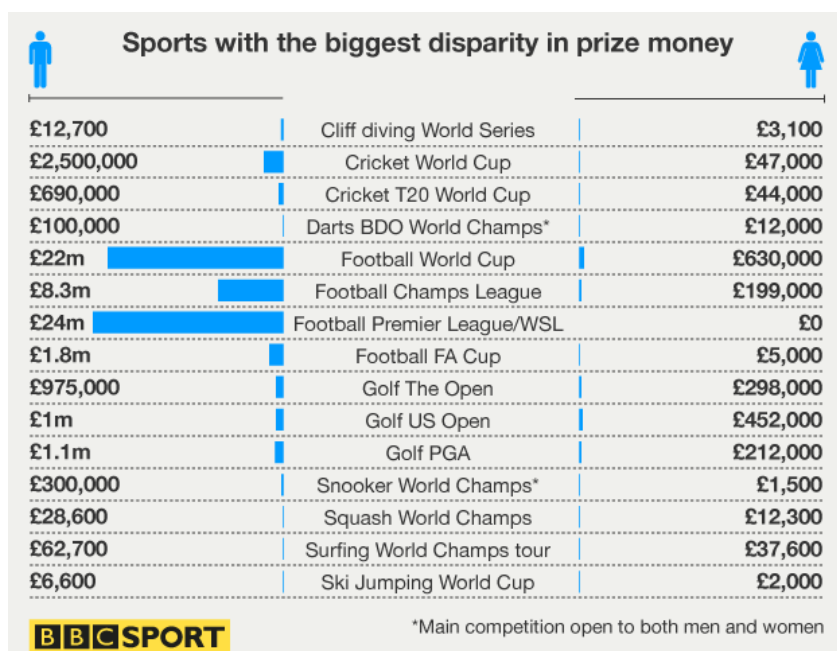 Sports with the biggest disparity in prize money
£12,700 Cliff diving World Series £3,100
£2,500,000 Cricket World Cup £47,000
£690,000 Cricket T20 World Cup £44,000
£100,000 Darts BDO World Champs* £12,000
£22m Football World Cup £630,000
£8.3m Football Champs League £199,000
£24m Football Premier League/WSL £0
£1.8m Football FA Cup £5,000
£975,000 Golf The Open £298,000
£1m Golf US Open £452,000
£1.1m Golf PGA £212,000
£300,000 Snooker World Champs* £1,500
£28,600 Squash World Champs £12,300
£62,700 Surfing World Champs tour £37,600
£6,600 Ski Jumping World Cup £2,000
BBC SPORT *Main competition open to both men and women